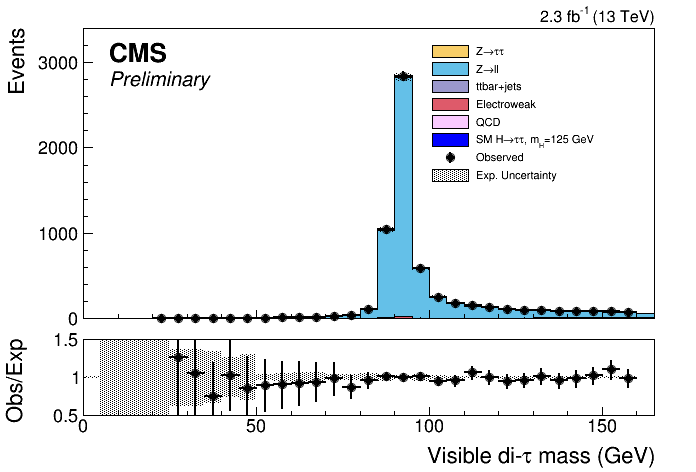 2.3 fb⁻¹ (13 TeV)
Events
3000
2000
1000
0
CMS
Preliminary
Z→ττ
Z→ll
ttbar+jets
Electroweak
QCD
SM H→ττ, m_H=125 GeV
Observed
Exp. Uncertainty
Obs/Exp
1.5
1
0.5
0
50
100
150
Visible di-τ mass (GeV)